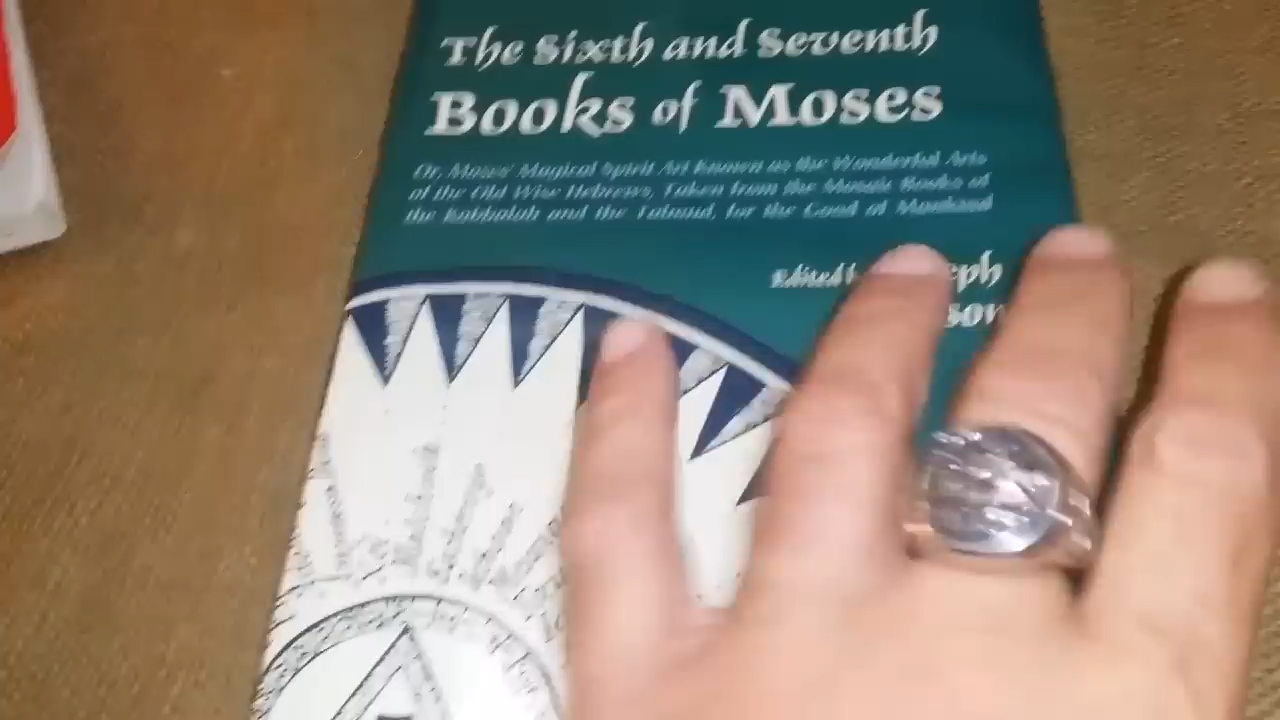 The Sixth and Seventh
Books of Moses
Or, Moses' Magical Spirit Art Known as the Wonderful Arts
of the Old Wise Hebrews, Taken from the Mosaic Books of
the Kabbalah and the Talmud, for the Good of Mankind
Edited
eph
son